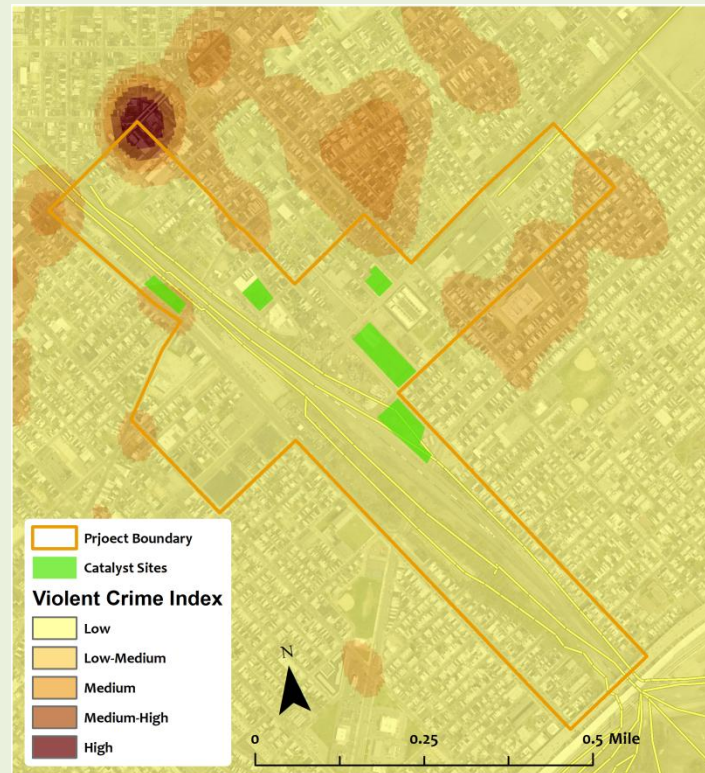 Prjoect Boundary
Catalyst Sites
Violent Crime Index
Low
Low-Medium
Medium
Medium-High
High
N
0 0.25 0.5 Mile